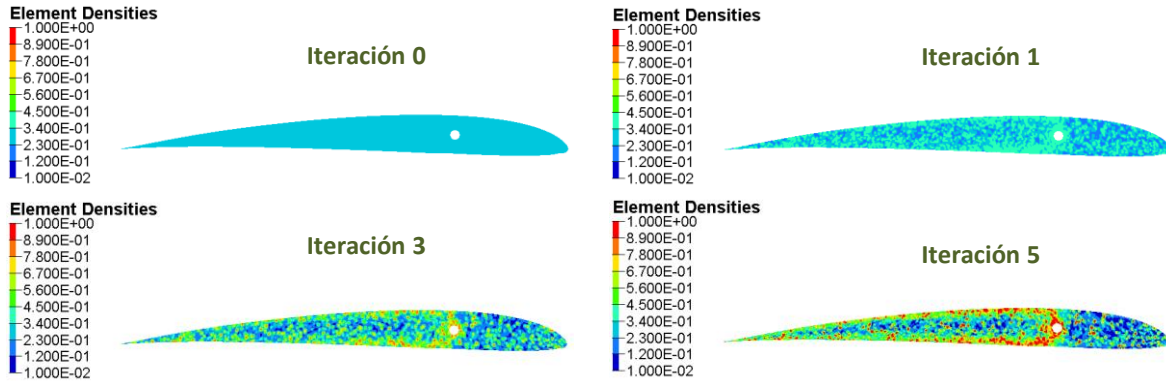 Element Densities
1.000E+00
8.900E-01
7.800E-01
6.700E-01
5.600E-01
4.500E-01
3.400E-01
2.300E-01
1.200E-01
1.000E-02
Iteración 0
Element Densities
1.000E+00
8.900E-01
7.800E-01
6.700E-01
5.600E-01
4.500E-01
3.400E-01
2.300E-01
1.200E-01
1.000E-02
Iteración 1
Element Densities
1.000E+00
8.900E-01
7.800E-01
6.700E-01
5.600E-01
4.500E-01
3.400E-01
2.300E-01
1.200E-01
1.000E-02
Iteración 3
Element Densities
1.000E+00
8.900E-01
7.800E-01
6.700E-01
5.600E-01
4.500E-01
3.400E-01
2.300E-01
1.200E-01
1.000E-02
Iteración 5